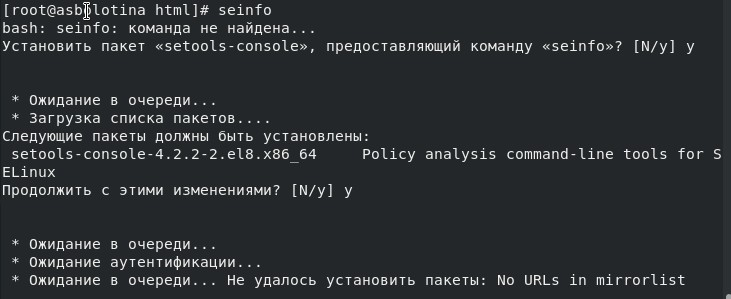 [root@asbolotina html]# seinfo
bash: seinfo: команда не найдена...
Установить пакет «setools-console», предоставляющий команду «seinfo»? [N/y] y
* Ожидание в очереди...
* Загрузка списка пакетов....
Следующие пакеты должны быть установлены:
setools-console-4.2.2-2.el8.x86_64     Policy analysis command-line tools for S
ELinux
Продолжить с этими изменениями? [N/y] y
* Ожидание в очереди...
* Ожидание аутентификации...
* Ожидание в очереди... Не удалось установить пакеты: No URLs in mirrorlist